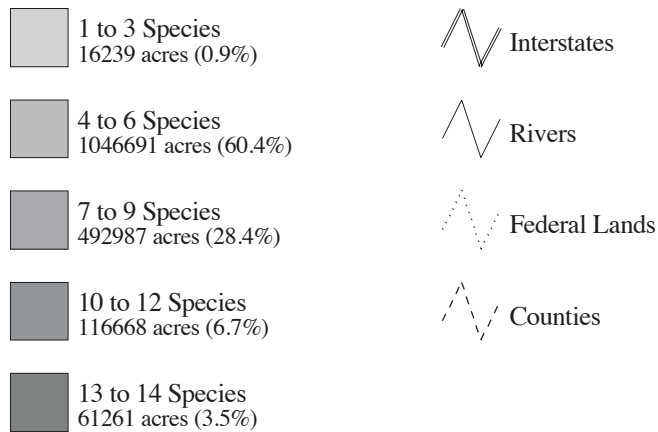 1 to 3 Species
16239 acres (0.9%)
4 to 6 Species
1046691 acres (60.4%)
7 to 9 Species
492987 acres (28.4%)
10 to 12 Species
116668 acres (6.7%)
13 to 14 Species
61261 acres (3.5%)
Interstates
Rivers
Federal Lands
Counties